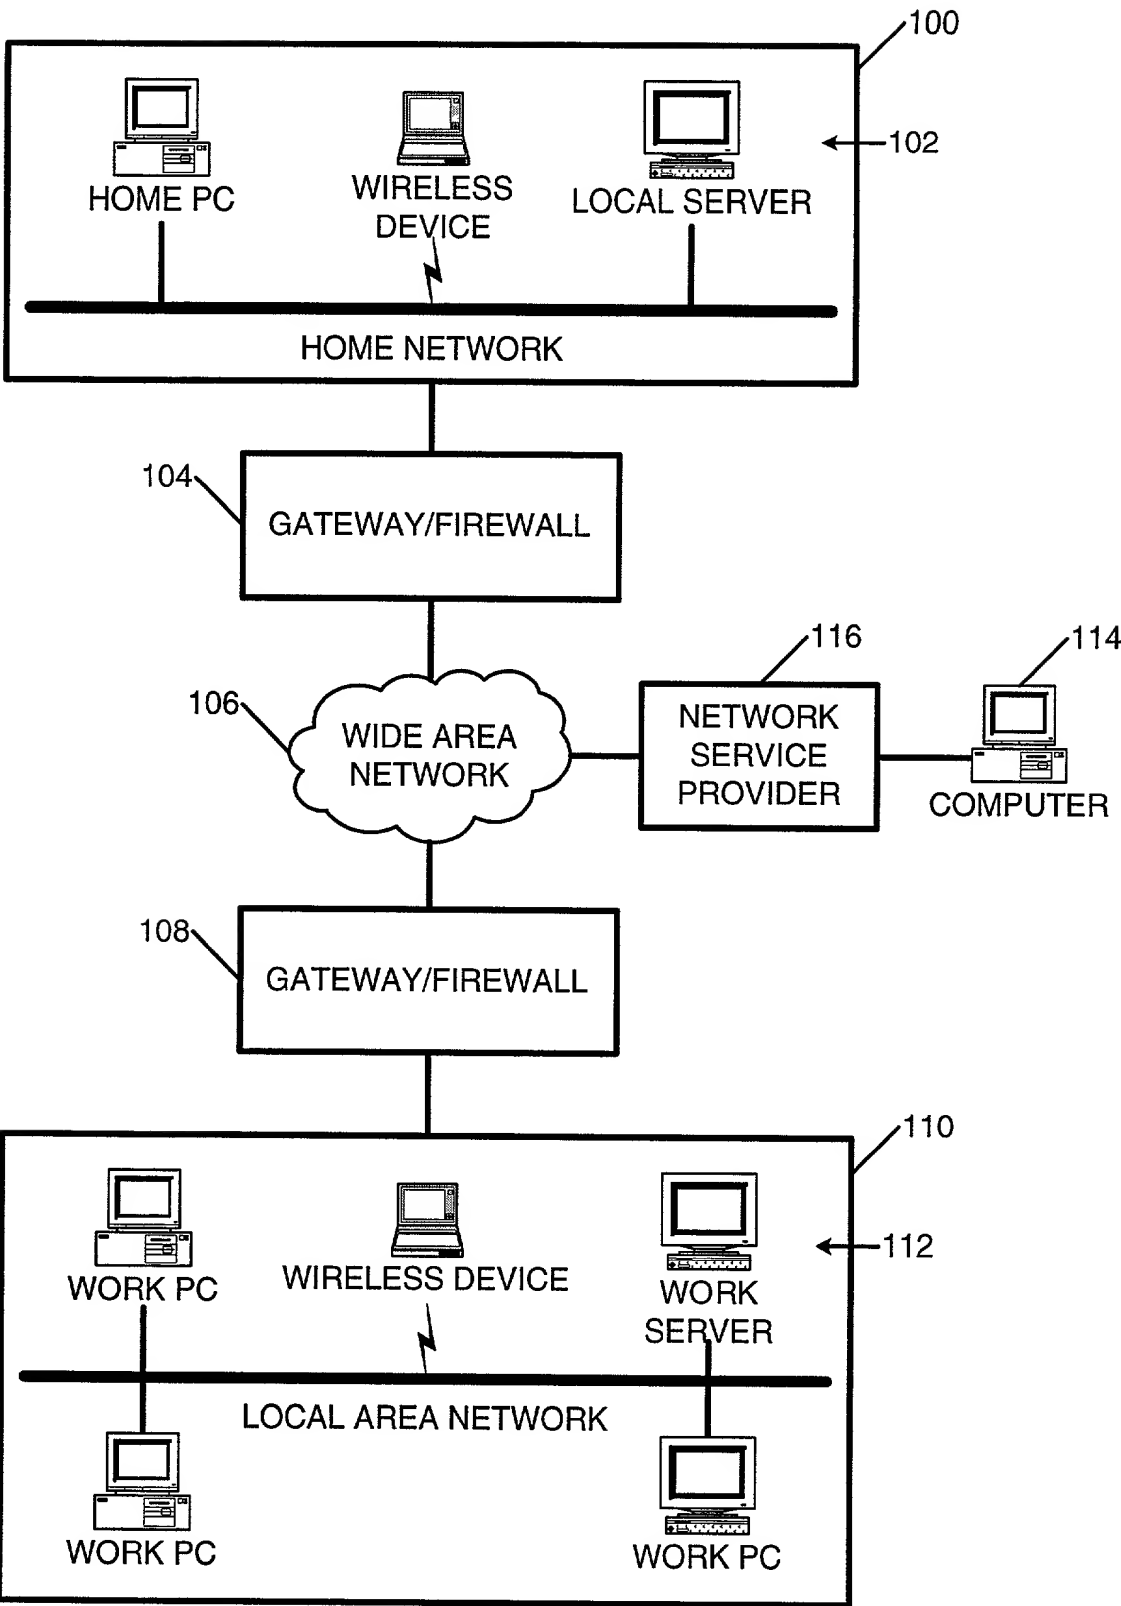 100
102
HOME PC
WIRELESS
DEVICE
LOCAL SERVER
HOME NETWORK
104
GATEWAY/FIREWALL
106
WIDE AREA
NETWORK
116
NETWORK
SERVICE
PROVIDER
114
COMPUTER
108
GATEWAY/FIREWALL
110
112
WORK PC
WIRELESS DEVICE
WORK
SERVER
LOCAL AREA NETWORK
WORK PC
WORK PC